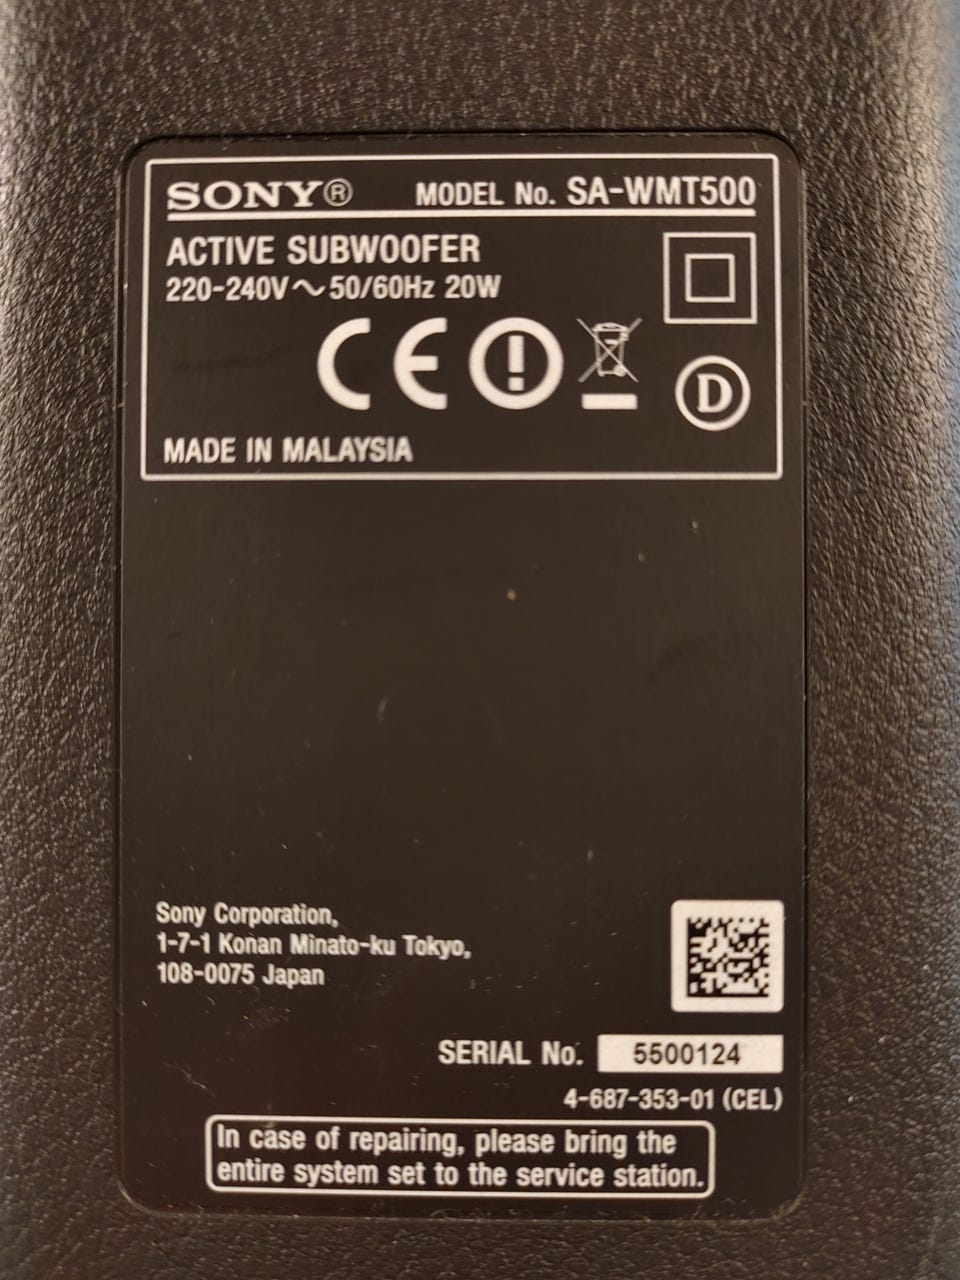 SONY® MODEL No. SA-WMT500
ACTIVE SUBWOOFER
220-240V~50/60Hz 20W
CE
D
MADE IN MALAYSIA
Sony Corporation,
1-7-1 Konan Minato-ku Tokyo,
108-0075 Japan
SERIAL No. 5500124
4-687-353-01 (CEL)
In case of repairing, please bring the
entire system set to the service station.